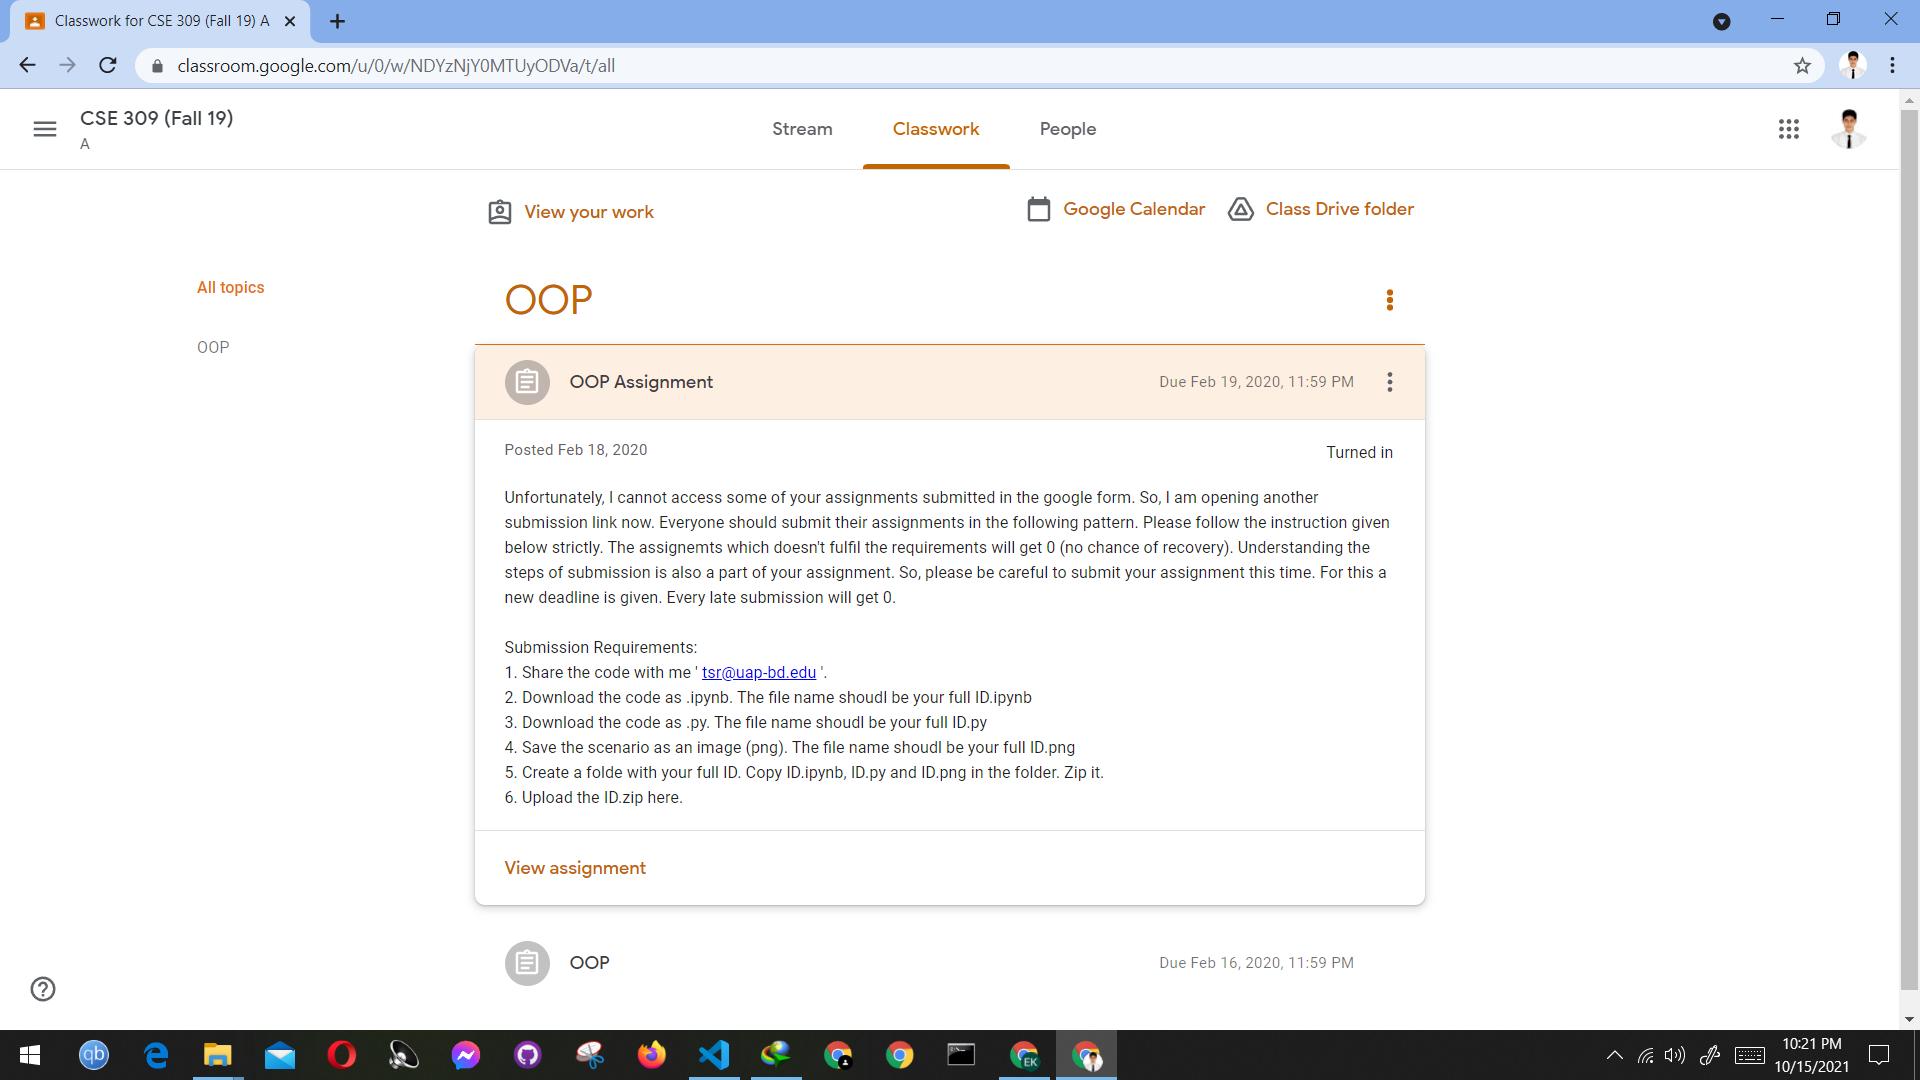 Classwork for CSE 309 (Fall 19) A
classroom.google.com/u/0/w/NDYzNjY0MTUyODVa/t/all
CSE 309 (Fall 19)
A
Stream
Classwork
People
View your work
Google Calendar
Class Drive folder
All topics
OOP
OOP
OOP Assignment
Due Feb 19, 2020, 11:59 PM
Posted Feb 18, 2020
Turned in
Unfortunately, I cannot access some of your assignments submitted in the google form. So, I am opening another
submission link now. Everyone should submit their assignments in the following pattern. Please follow the instruction given
below strictly. The assignemts which doesn't fulfil the requirements will get 0 (no chance of recovery). Understanding the
steps of submission is also a part of your assignment. So, please be careful to submit your assignment this time. For this a
new deadline is given. Every late submission will get 0.
Submission Requirements:
1. Share the code with me ' tsr@uap-bd.edu '.
2. Download the code as .ipynb. The file name shoudl be your full ID.ipynb
3. Download the code as .py. The file name shoudl be your full ID.py
4. Save the scenario as an image (png). The file name shoudl be your full ID.png
5. Create a folde with your full ID. Copy ID.ipynb, ID.py and ID.png in the folder. Zip it.
6. Upload the ID.zip here.
View assignment
OOP
Due Feb 16, 2020, 11:59 PM
qb
EK
10:21 PM
10/15/2021